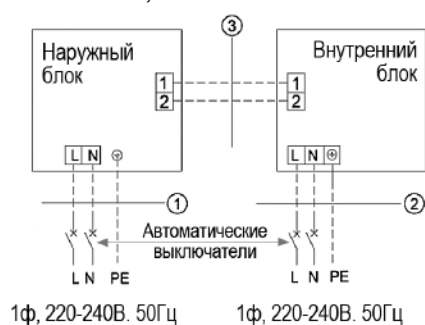 ③
Наружный
блок
Внутренний
блок
1
2
1
2
L N
L N
①
②
Автоматические
выключатели
L N PE
L N PE
1ф, 220-240В. 50Гц
1ф, 220-240В. 50Гц